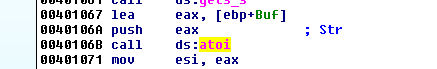 00401061 call ds:gets_s
00401067 lea eax, [ebp+Buf]
0040106A push eax ; Str
0040106B call ds:atoi
00401071 mov esi, eax